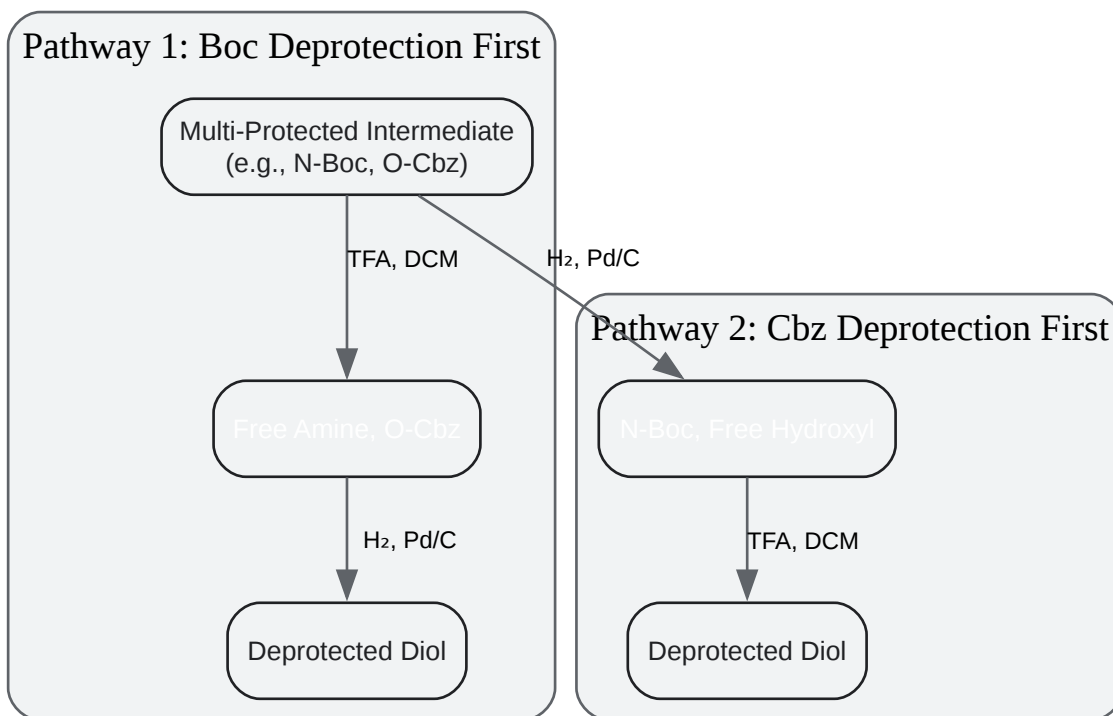 Pathway 1: Boc Deprotection First
Multi-Protected Intermediate
(e.g., N-Boc, O-Cbz)
TFA, DCM
H₂, Pd/C
Pathway 2: Cbz Deprotection First
Free Amine, O-Cbz
N-Boc, Free Hydroxyl
H₂, Pd/C
TFA, DCM
Deprotected Diol
Deprotected Diol